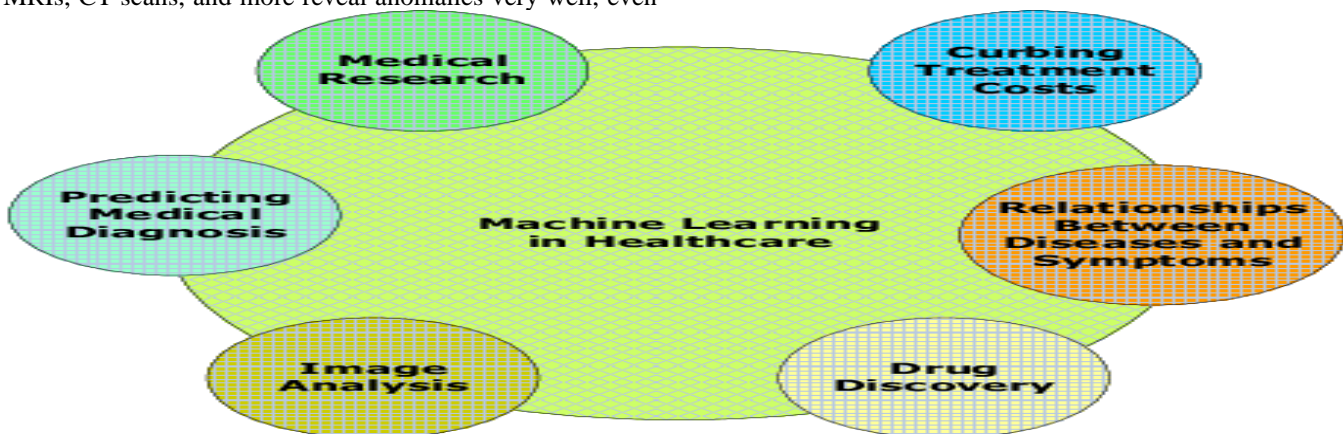 MRIs, CT scans, and more reveal anomalies very well, even
Medical
Research
Curbing
Treatment
Costs
Predicting
Medical
Diagnosis
Machine Learning
in Healthcare
Relationships
Between
Diseases and
Symptoms
Image
Analysis
Drug
Discovery